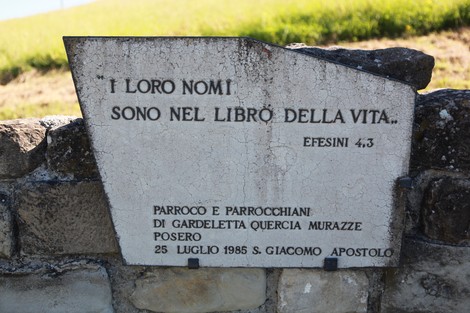 "I LORO NOMI
SONO NEL LIBRO DELLA VITA„
EFESINI 4,3
PARROCO E PARROCCHIANI
DI GARDELETTA QUERCIA MURAZZE
POSERO
25 LUGLIO 1985 S. GIACOMO APOSTOLO